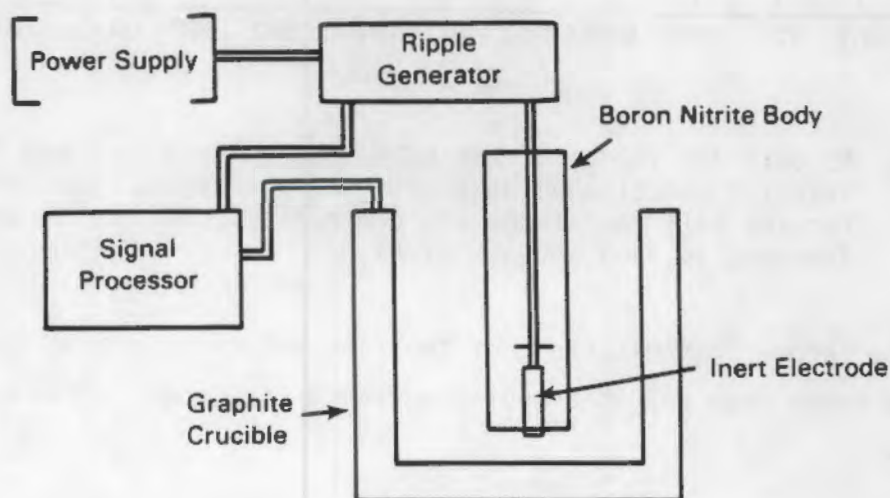 Power Supply
Ripple
Generator
Boron Nitrite Body
Signal
Processor
Inert Electrode
Graphite
Crucible